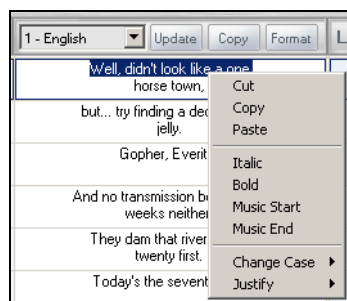 1 - English Update Copy Format
Well, didn't look like a one
horse town,
but... try finding a
jelly.
Gopher, Everit
And no transmission
weeks neither
They dam that river
twenty first.
Today's the
Cut
Copy
Paste
Italic
Bold
Music Start
Music End
Change Case
Justify